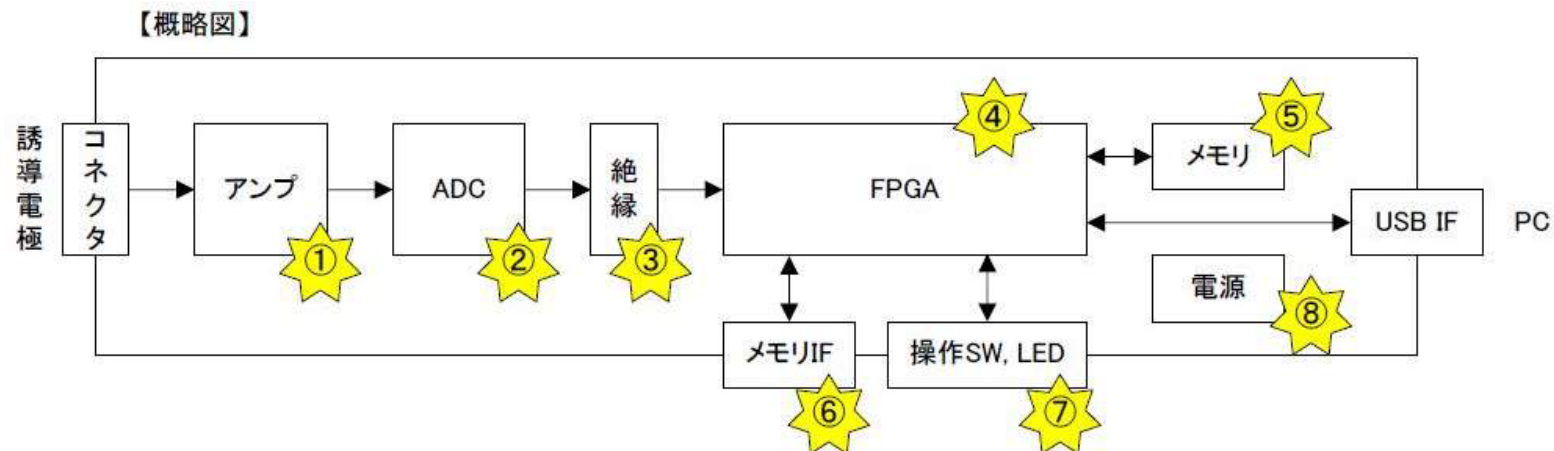 【概略図】
誘導電極
コネクタ
アンプ
①
ADC
②
絶縁
③
FPGA
④
メモリ
⑤
USB IF
PC
電源
⑧
メモリIF
⑥
操作SW, LED
⑦